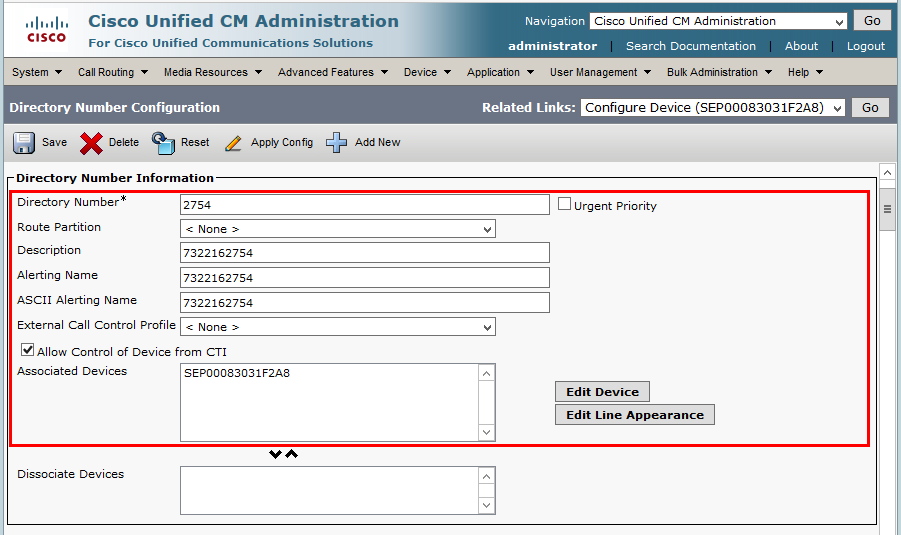 cisco
Cisco Unified CM Administration
For Cisco Unified Communications Solutions
Navigation Cisco Unified CM Administration Go
administrator | Search Documentation | About | Logout
System Call Routing Media Resources Advanced Features Device Application User Management Bulk Administration Help
Directory Number Configuration Related Links: Configure Device (SEP00083031F2A8) Go
Save Delete Reset Apply Config Add New
Directory Number Information
Directory Number* 2754 Urgent Priority
Route Partition < None >
Description 7322162754
Alerting Name 7322162754
ASCII Alerting Name 7322162754
External Call Control Profile < None >
Allow Control of Device from CTI
Associated Devices SEP00083031F2A8
Edit Device
Edit Line Appearance
Dissociate Devices